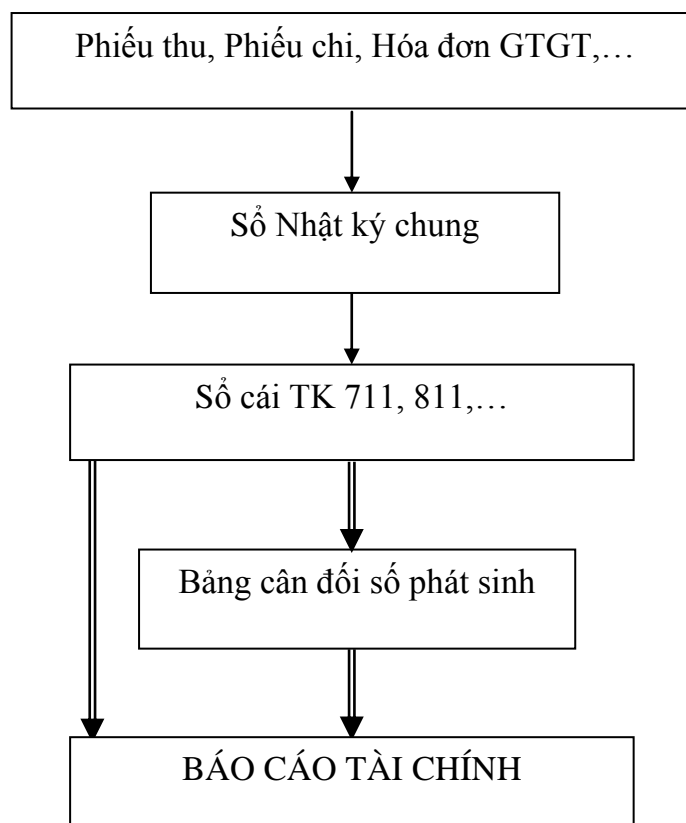 Phiếu thu, Phiếu chi, Hóa đơn GTGT,…
Sổ Nhật ký chung
Sổ cái TK 711, 811,…
Bảng cân đối số phát sinh
BÁO CÁO TÀI CHÍNH